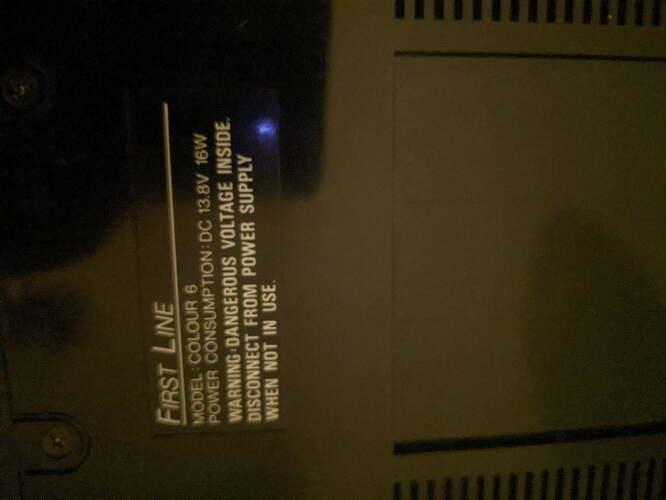 FIRST LINE
MODEL: COLOUR 6
POWER CONSUMPTION: DC 13.8V 16W
WARNING: DANGEROUS VOLTAGE INSIDE.
DISCONNECT FROM POWER SUPPLY
WHEN NOT IN USE.